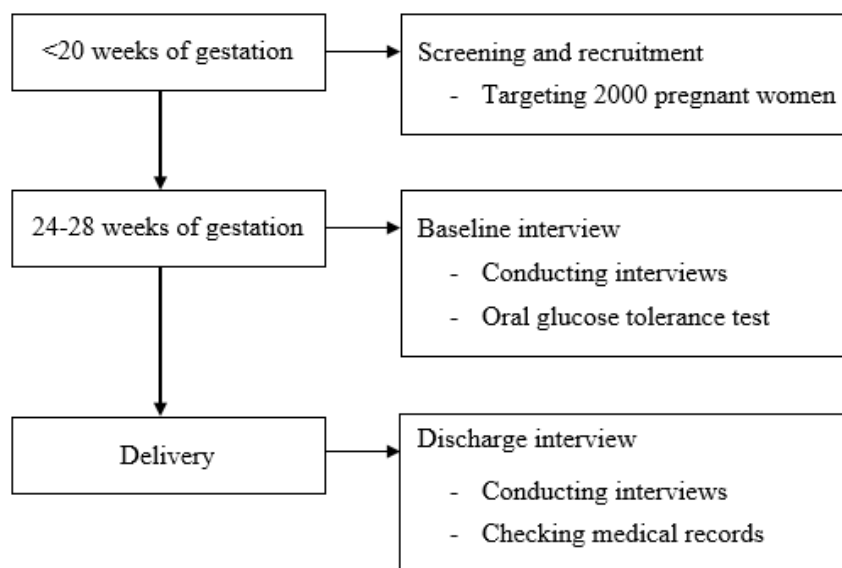 <20 weeks of gestation
Screening and recruitment
- Targeting 2000 pregnant women
24-28 weeks of gestation
Baseline interview
- Conducting interviews
- Oral glucose tolerance test
Delivery
Discharge interview
- Conducting interviews
- Checking medical records